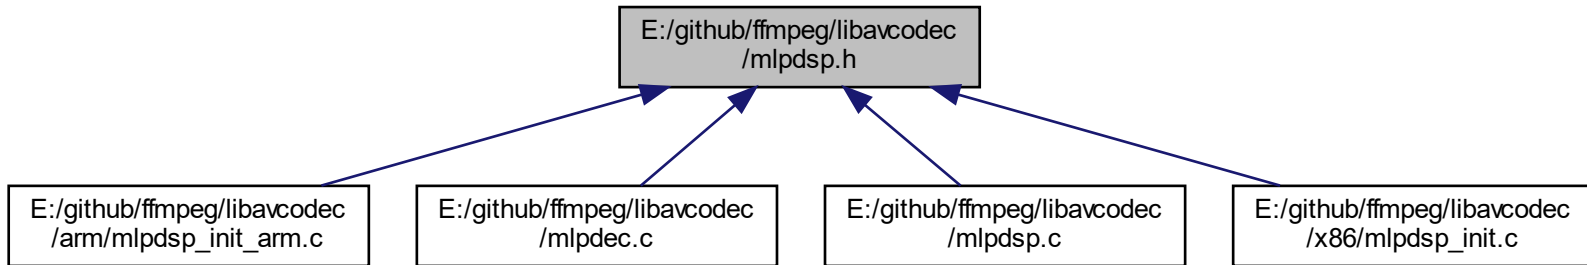 E:/github/ffmpeg/libavcodec
/mlpdsp.h
E:/github/ffmpeg/libavcodec
/arm/mlpdsp_init_arm.c
E:/github/ffmpeg/libavcodec
/mlpdec.c
E:/github/ffmpeg/libavcodec
/mlpdsp.c
E:/github/ffmpeg/libavcodec
/x86/mlpdsp_init.c